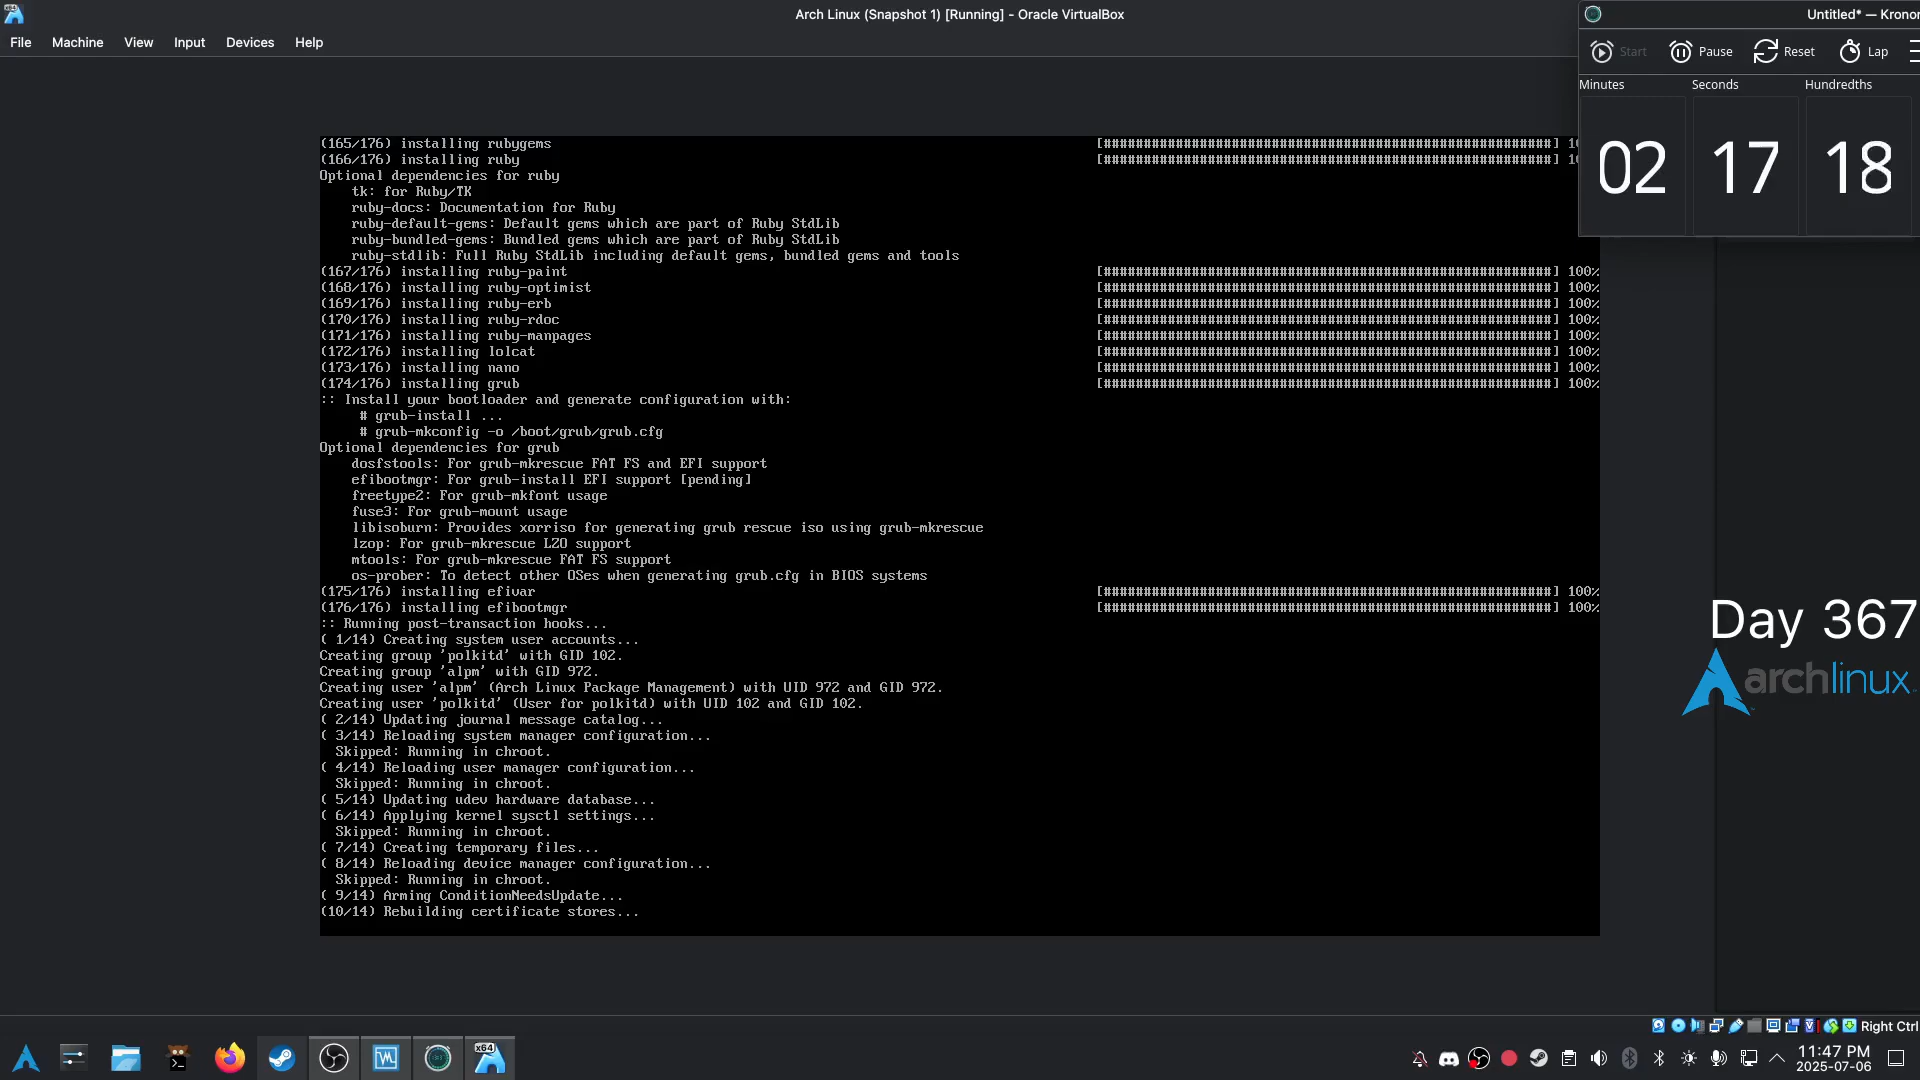 Arch Linux (Snapshot 1) [Running] - Oracle VirtualBox
Untitled* — Krono
File Machine View Input Devices Help
Start Pause Reset Lap
Minutes Seconds Hundredths
02 17 18
(165/176) installing rubygems [########################################################] 10
(166/176) installing ruby [########################################################] 10
Optional dependencies for ruby
tk: for Ruby/TK
ruby-docs: Documentation for Ruby
ruby-default-gems: Default gems which are part of Ruby StdLib
ruby-bundled-gems: Bundled gems which are part of Ruby StdLib
ruby-stdlib: Full Ruby StdLib including default gems, bundled gems and tools
(167/176) installing ruby-paint [########################################################] 100%
(168/176) installing ruby-optimist [########################################################] 100%
(169/176) installing ruby-erb [########################################################] 100%
(170/176) installing ruby-rdoc [########################################################] 100%
(171/176) installing ruby-manpages [########################################################] 100%
(172/176) installing lolcat [########################################################] 100%
(173/176) installing nano [########################################################] 100%
(174/176) installing grub [########################################################] 100%
:: Install your bootloader and generate configuration with:
# grub-install ...
# grub-mkconfig -o /boot/grub/grub.cfg
Optional dependencies for grub
dosfstools: For grub-mkrescue FAT FS and EFI support
efibootmgr: For grub-install EFI support [pending]
freetype2: For grub-mkfont usage
fuse3: For grub-mount usage
libisoburn: Provides xorriso for generating grub rescue iso using grub-mkrescue
lzop: For grub-mkrescue LZO support
mtools: For grub-mkrescue FAT FS support
os-prober: To detect other OSes when generating grub.cfg in BIOS systems
(175/176) installing efivar [########################################################] 100%
(176/176) installing efibootmgr [########################################################] 100%
:: Running post-transaction hooks...
( 1/14) Creating system user accounts...
Creating group 'polkitd' with GID 102.
Creating group 'alpm' with GID 972.
Creating user 'alpm' (Arch Linux Package Management) with UID 972 and GID 972.
Creating user 'polkitd' (User for polkitd) with UID 102 and GID 102.
( 2/14) Updating journal message catalog...
( 3/14) Reloading system manager configuration...
Skipped: Running in chroot.
( 4/14) Reloading user manager configuration...
Skipped: Running in chroot.
( 5/14) Updating udev hardware database...
( 6/14) Applying kernel sysctl settings...
Skipped: Running in chroot.
( 7/14) Creating temporary files...
( 8/14) Reloading device manager configuration...
Skipped: Running in chroot.
( 9/14) Arming ConditionNeedsUpdate...
(10/14) Rebuilding certificate stores...
Day 367
archlinux
Right Ctrl
x64
11:47 PM
2025-07-06